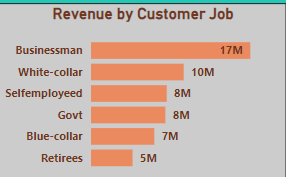 Revenue by Customer Job
Businessman 17M
White-collar 10M
Selfemployeed 8M
Govt 8M
Blue-collar 7M
Retirees 5M